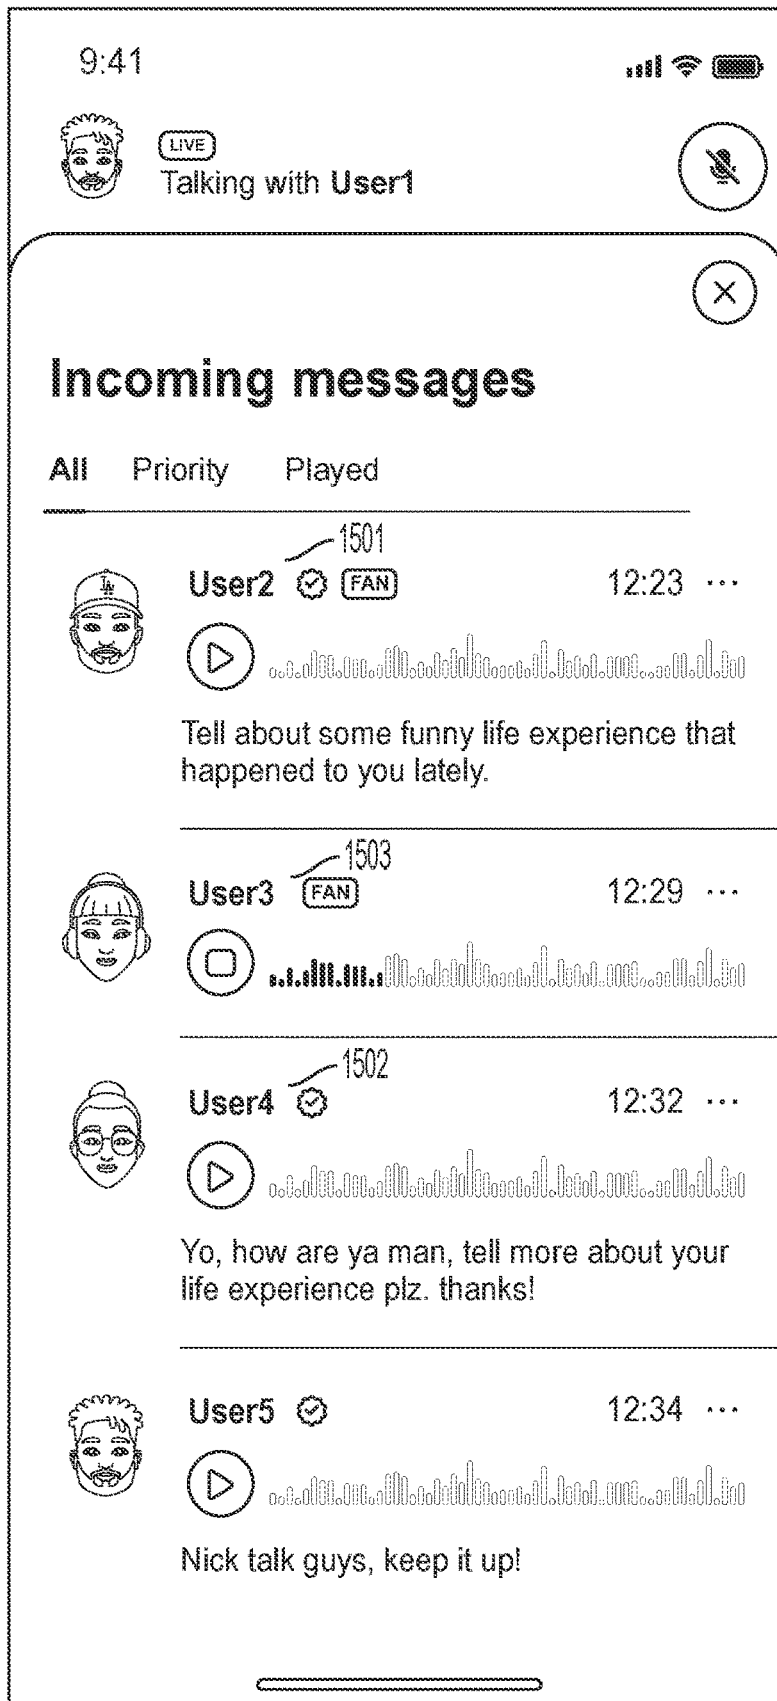 9:41
LIVE
Talking with User1
Incoming messages
All Priority Played
1501
User2 FAN 12:23 ...
Tell about some funny life experience that
happened to you lately.
1503
User3 FAN 12:29 ...
1502
User4 12:32 ...
Yo, how are ya man, tell more about your
life experience plz. thanks!
User5 12:34 ...
Nick talk guys, keep it up!